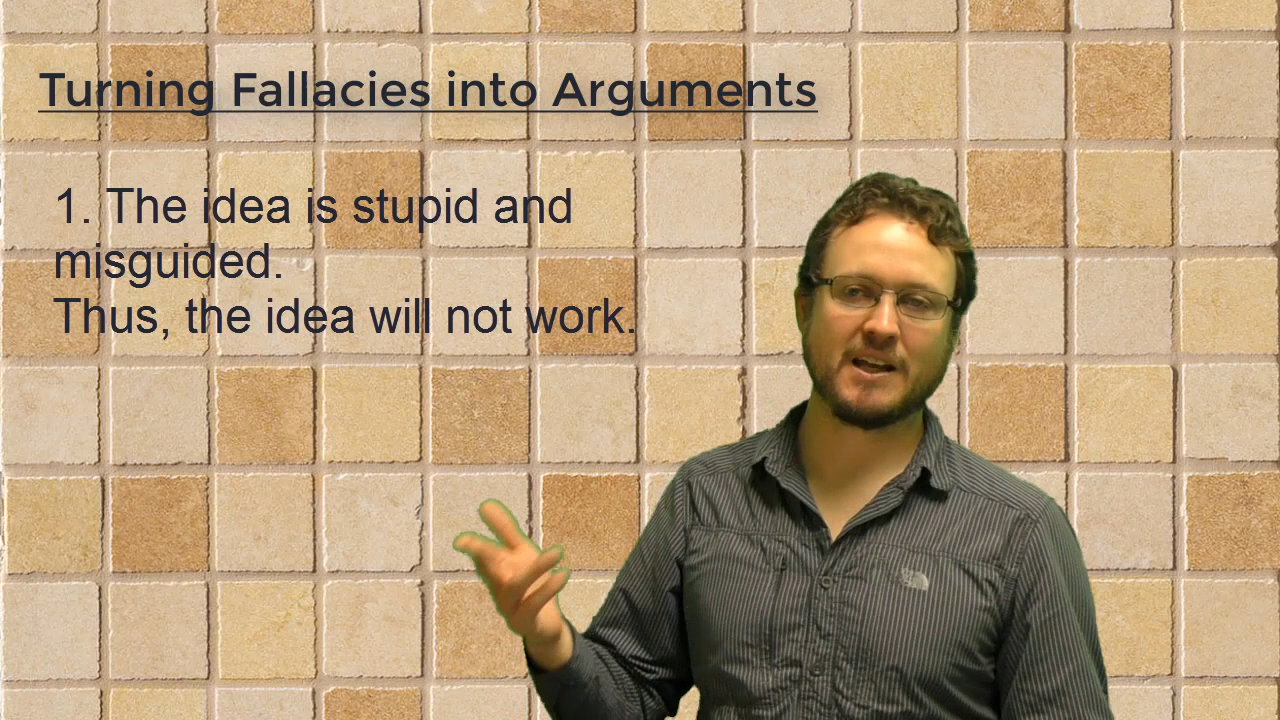 Turning Fallacies into Arguments
1. The idea is stupid and
misguided.
Thus, the idea will not work.